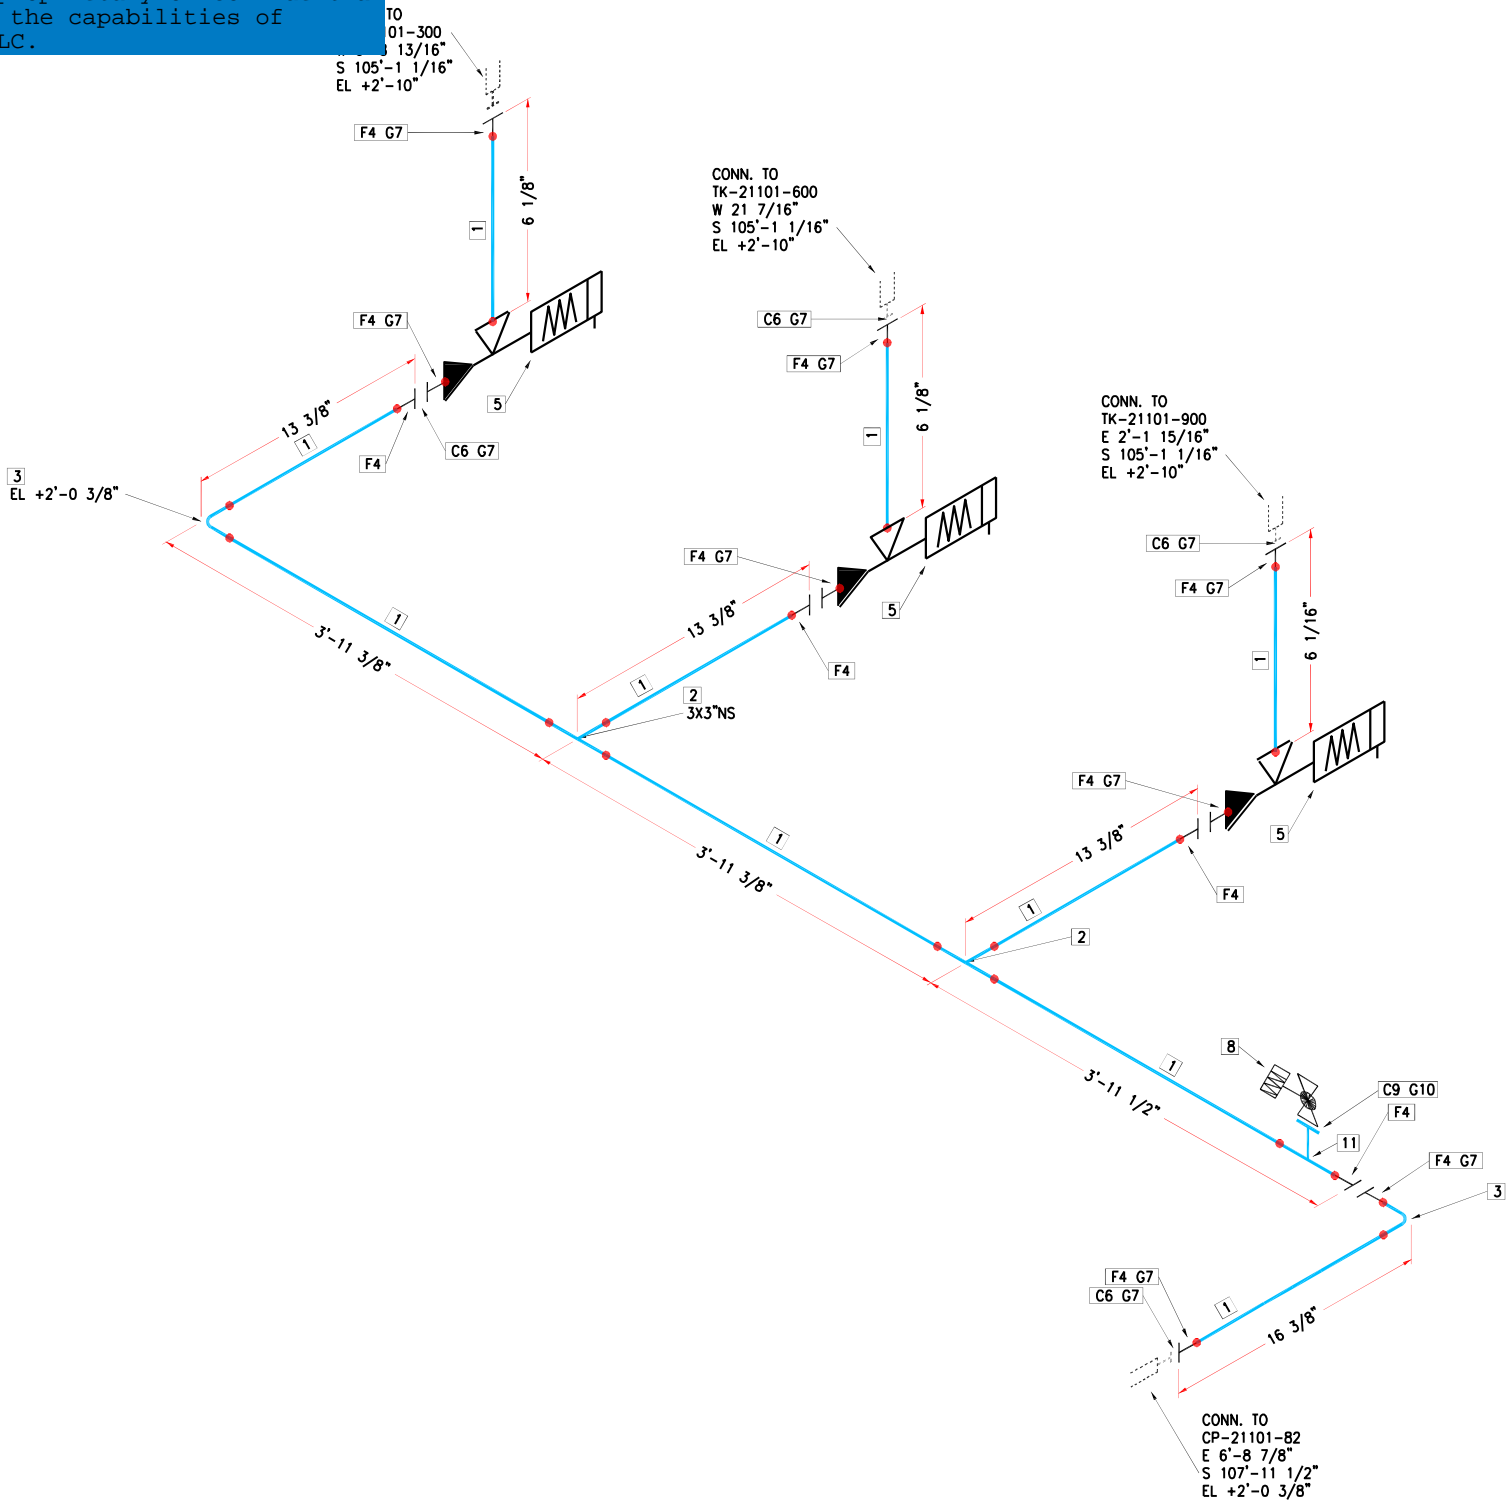 the capabilities of
LC.
TO
01-300
13/16"
S 105'-1 1/16"
EL +2'-10"
F4 G7
6 1/8"
1
CONN. TO
TK-21101-600
W 21 7/16"
S 105'-1 1/16"
EL +2'-10"
F4 G7
C6 G7
F4 G7
13 3/8"
1
5
F4
C6 G7
6 1/8"
1
CONN. TO
TK-21101-900
E 2'-1 15/16"
S 105'-1 1/16"
EL +2'-10"
3
EL +2'-0 3/8"
F4 G7
C6 G7
F4 G7
13 3/8"
5
1
3'-11 3/8"
F4
1
2
3X3"NS
6 1/16"
1
F4 G7
13 3/8"
5
1
3'-11 3/8"
F4
1
2
8
1
3'-11 1/2"
C9 G10
F4
11
F4 G7
3
F4 G7
C6 G7
1
16 3/8"
CONN. TO
CP-21101-82
E 6'-8 7/8"
S 107'-11 1/2"
EL +2'-0 3/8"